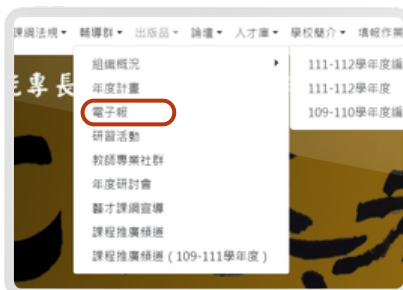 課綱法規 輔導群 出版品 論壇 人才庫 學校簡介 填報作業
組織概況
年度計畫
電子報
研習活動
教師專業社群
年度研討會
藝才課綱宣導
課程推廣頻道
課程推廣頻道 ( 109-111學年度 )
111-112學年度編
111-112學年度
109-110學年度編
專長